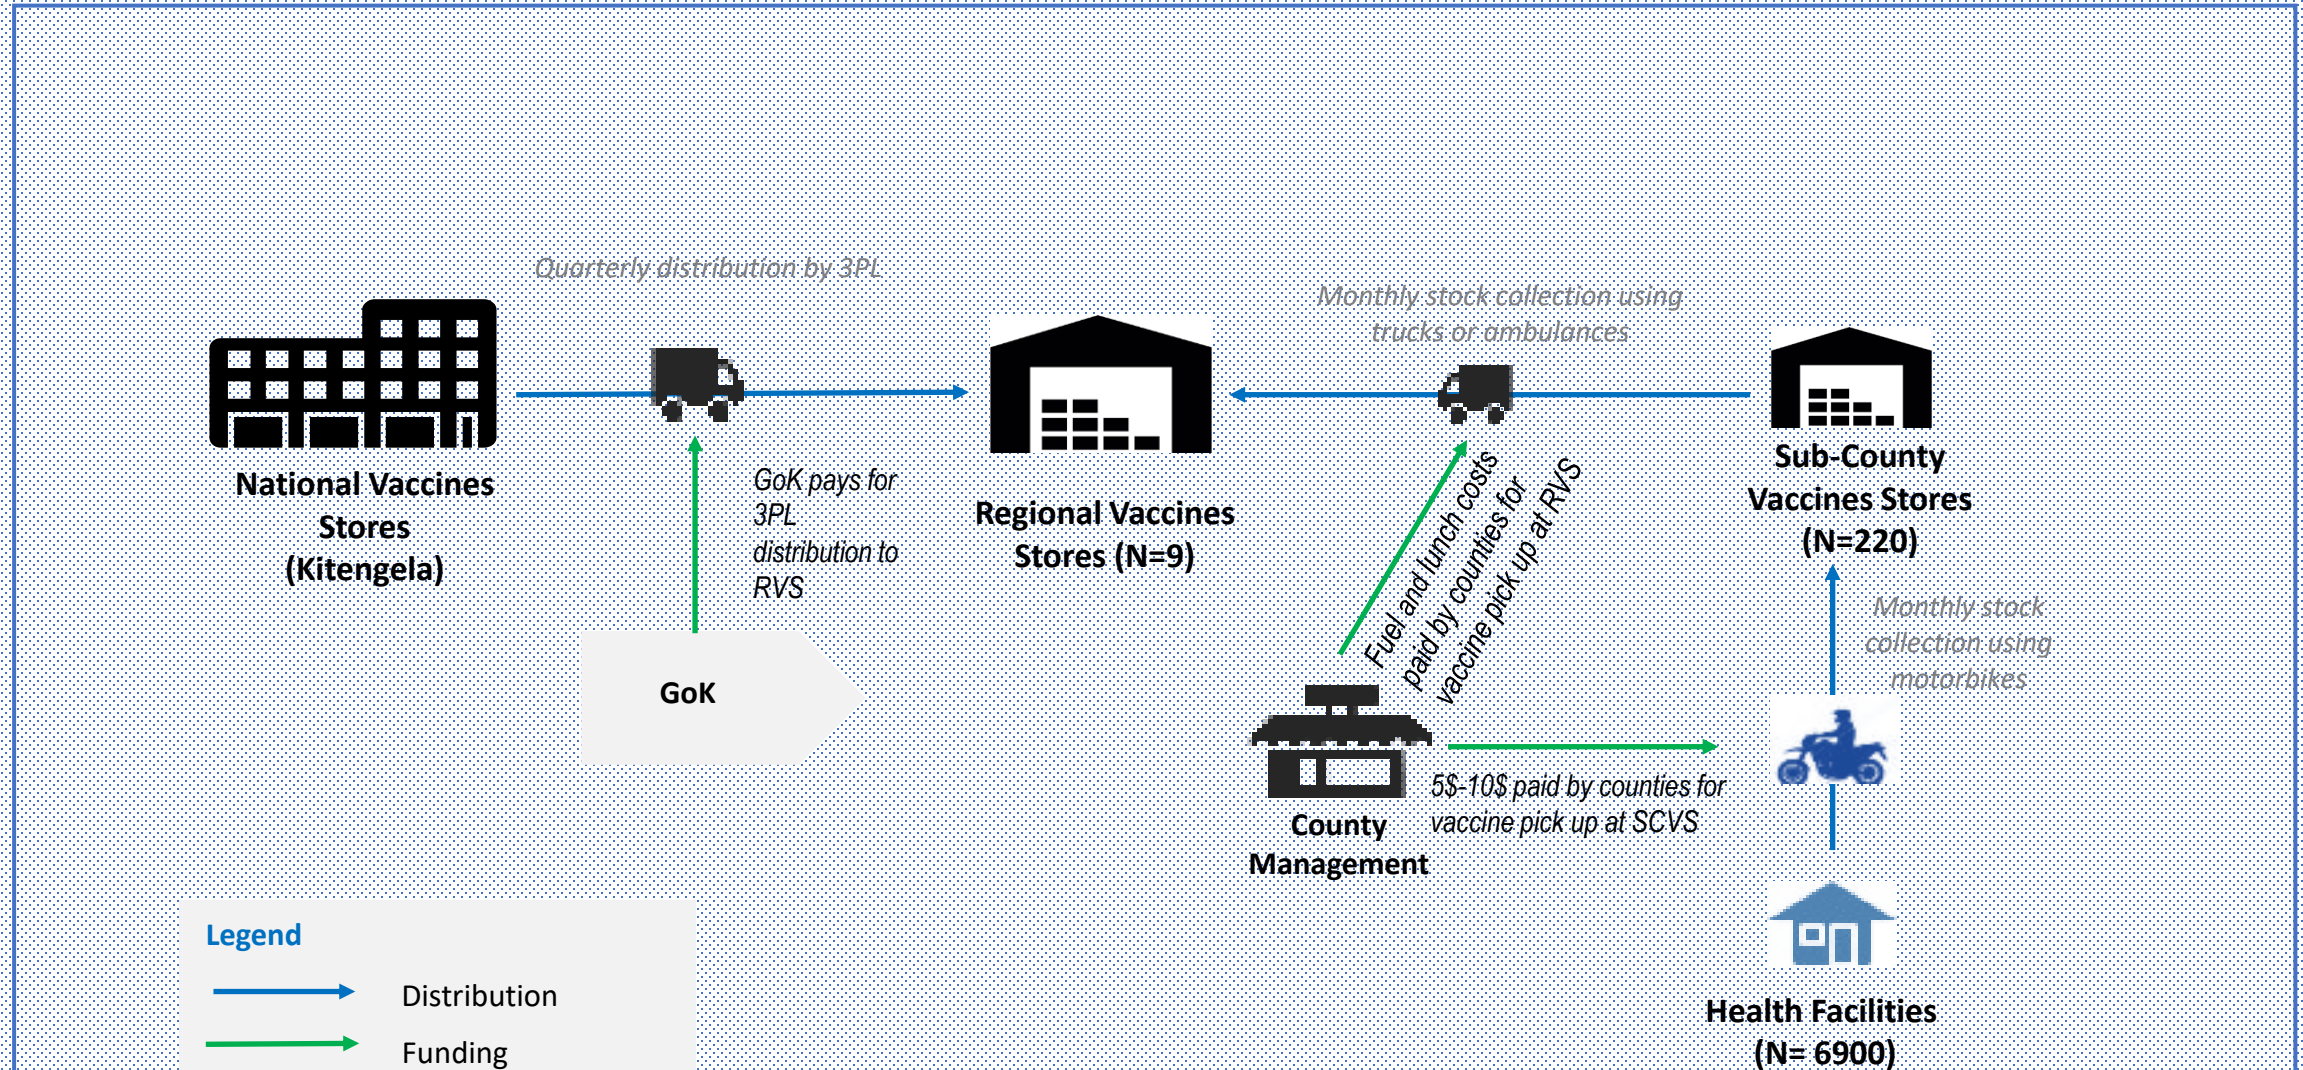 Quarterly distribution by 3PL
Monthly stock collection using
trucks or ambulances
National Vaccines
Stores
(Kitengela)
GoK pays for
3PL
distribution to
RVS
Regional Vaccines
Stores (N=9)
Fuel and lunch costs
paid by counties for
vaccine pick up at RVS
Sub-County
Vaccines Stores
(N=220)
Monthly stock
collection using
motorbikes
GoK
5$-10$ paid by counties for
vaccine pick up at SCVS
County
Management
Legend
Distribution
Funding
Health Facilities
(N= 6900)